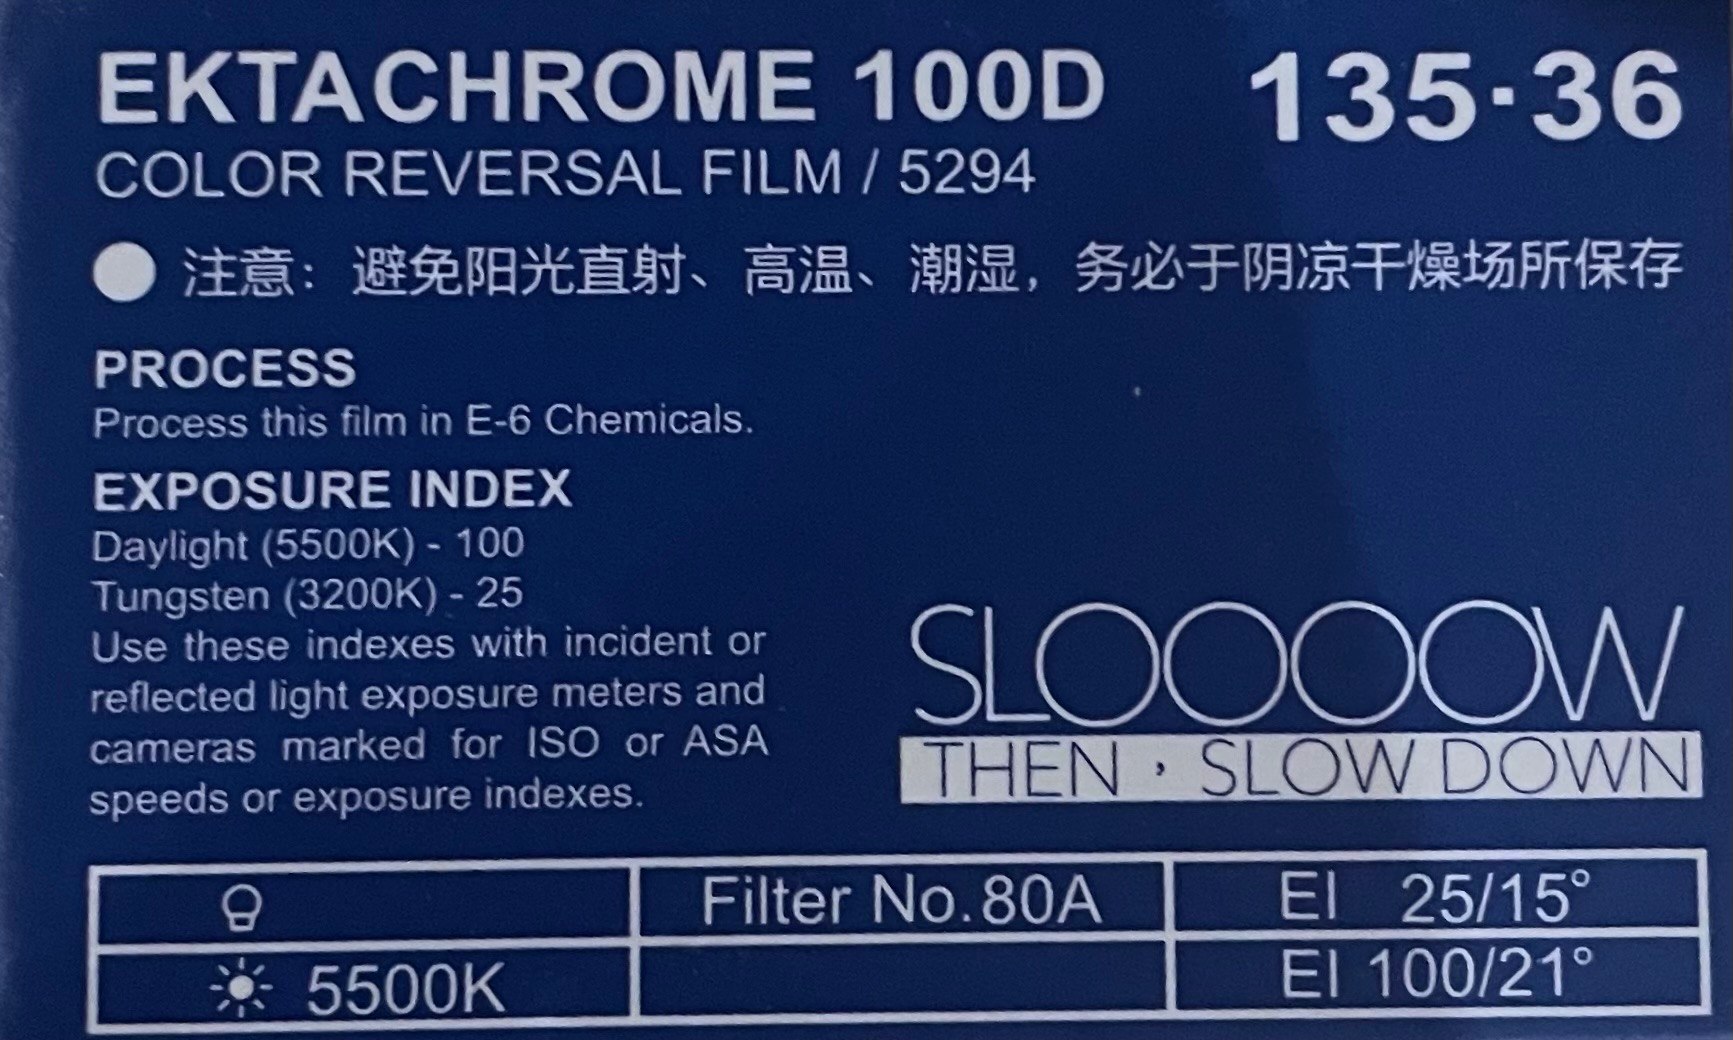 EKTACHROME 100D
135·36
COLOR REVERSAL FILM / 5294
注意：避免阳光直射、高温、潮湿，务必于阴凉干燥场所保存
PROCESS
Process this film in E-6 Chemicals.
EXPOSURE INDEX
Daylight (5500K) - 100
Tungsten (3200K) - 25
Use these indexes with incident or
reflected light exposure meters and
cameras marked for ISO or ASA
speeds or exposure indexes.
SLOOOOW
THEN , SLOW DOWN
Filter No.80A
EI 25/15°
5500K
EI 100/21°